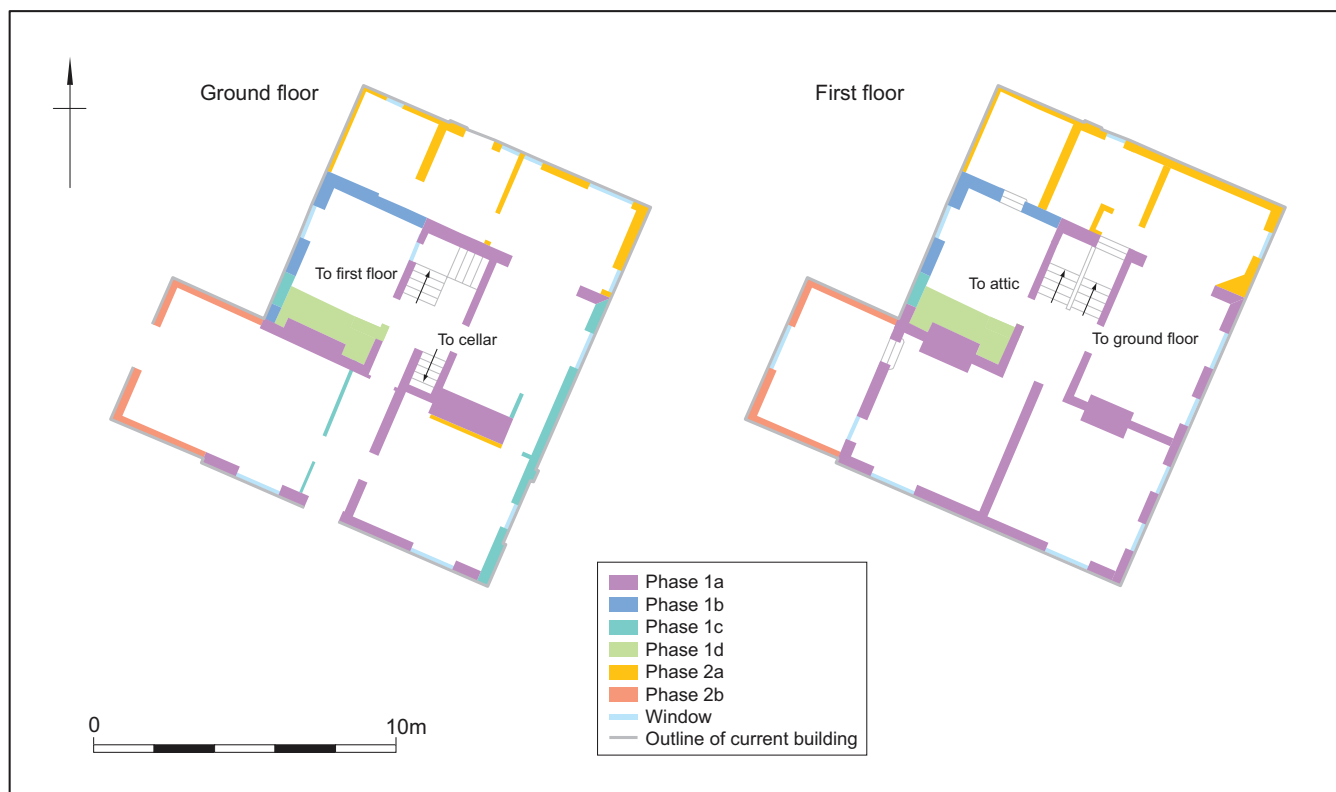 Ground floor
First floor
To first floor
To attic
To cellar
To ground floor
Phase 1a
Phase 1b
Phase 1c
Phase 1d
Phase 2a
Phase 2b
Window
Outline of current building
0
10m